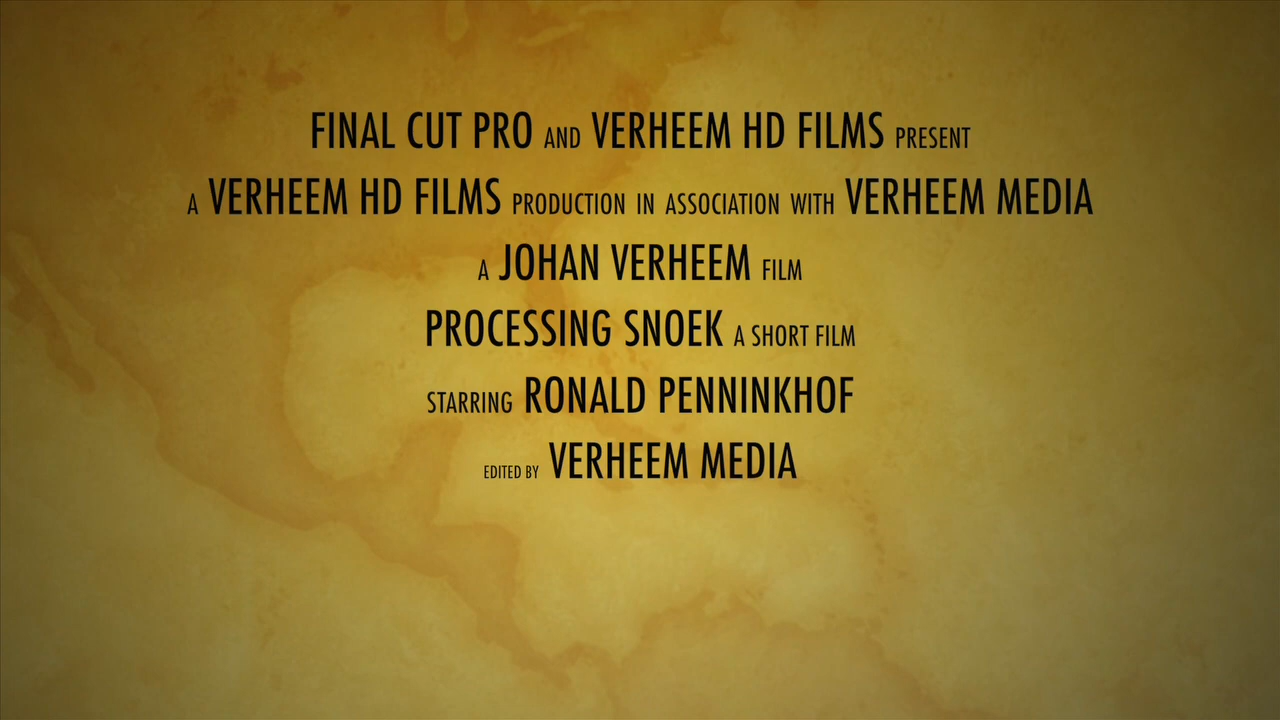 FINAL CUT PRO AND VERHEEM HD FILMS PRESENT
A VERHEEM HD FILMS PRODUCTION IN ASSOCIATION WITH VERHEEM MEDIA
A JOHAN VERHEEM FILM
PROCESSING SNOEK A SHORT FILM
STARRING RONALD PENNINKHOF
EDITED BY VERHEEM MEDIA